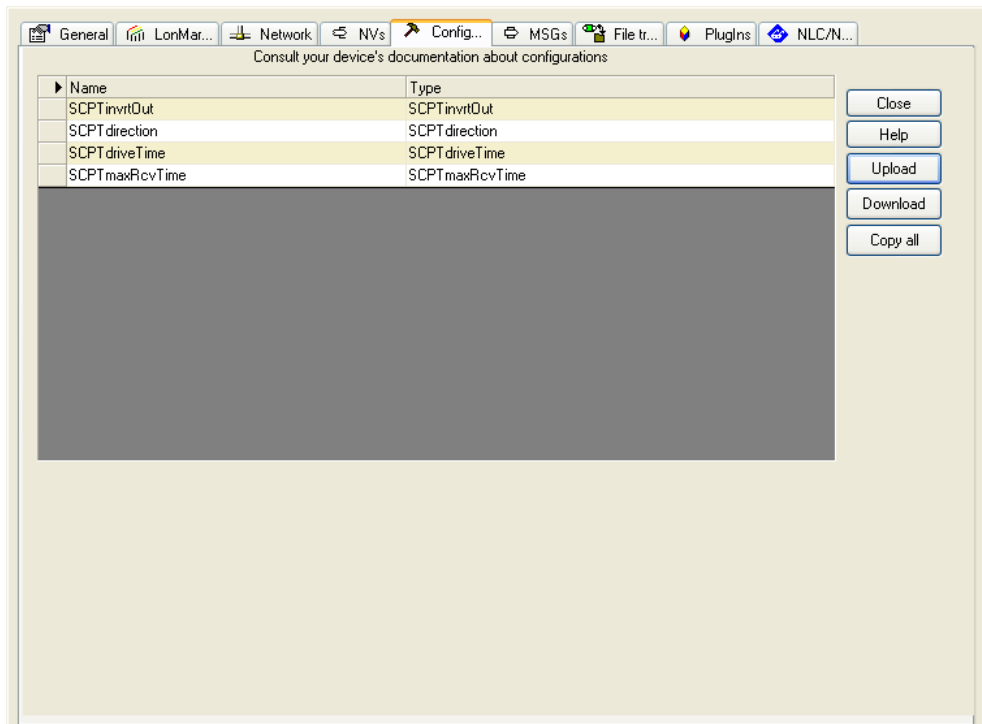 General LonMar... Network NVs Config... MSGs File tr... PlugIns NLC/N...
Consult your device's documentation about configurations
Name Type
SCPTinvrtOut SCPTinvrtOut
SCPTdirection SCPTdirection
SCPTdriveTime SCPTdriveTime
SCPTmaxRcvTime SCPTmaxRcvTime
Close
Help
Upload
Download
Copy all